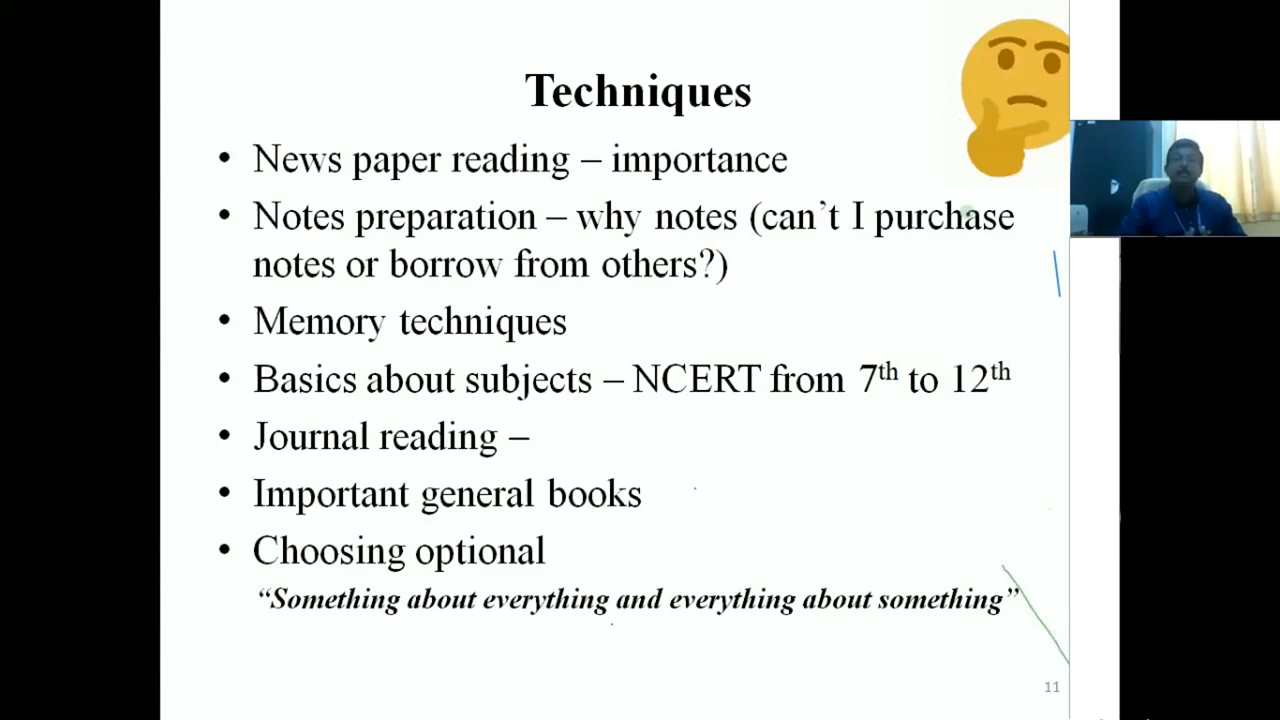 Techniques
• News paper reading – importance
• Notes preparation – why notes (can’t I purchase
notes or borrow from others?)
• Memory techniques
• Basics about subjects – NCERT from 7th to 12th
• Journal reading –
• Important general books
• Choosing optional
“Something about everything and everything about something”
11